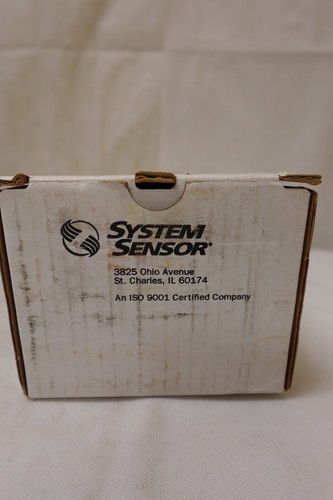 SYSTEM
SENSOR®
3825 Ohio Avenue
St. Charles, IL 60174
An ISO 9001 Certified Company